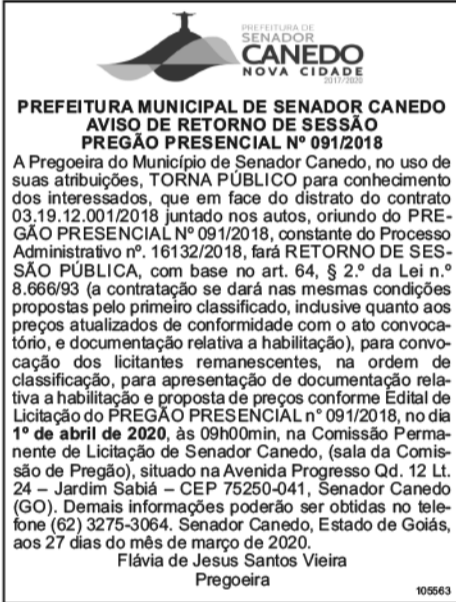 PREFEITURA DE
SENADOR
CANEDO
NOVA CIDADE
2017/2020
PREFEITURA MUNICIPAL DE SENADOR CANEDO
AVISO DE RETORNO DE SESSÃO
PREGÃO PRESENCIAL Nº 091/2018
A Pregoeira do Município de Senador Canedo, no uso de
suas atribuições, TORNA PÚBLICO para conhecimento
dos interessados, que em face do distrato do contrato
03.19.12.001/2018 juntado nos autos, oriundo do PRE-
GÃO PRESENCIAL Nº 091/2018, constante do Processo
Administrativo nº. 16132/2018, fará RETORNO DE SES-
SÃO PÚBLICA, com base no art. 64, § 2.º da Lei n.º
8.666/93 (a contratação se dará nas mesmas condições
propostas pelo primeiro classificado, inclusive quanto aos
preços atualizados de conformidade com o ato convoca-
tório, e documentação relativa a habilitação), para convo-
cação dos licitantes remanescentes, na ordem de
classificação, para apresentação de documentação rela-
tiva a habilitação e proposta de preços conforme Edital de
Licitação do PREGÃO PRESENCIAL n° 091/2018, no dia
1º de abril de 2020, às 09h00min, na Comissão Perma-
nente de Licitação de Senador Canedo, (sala da Comis-
são de Pregão), situado na Avenida Progresso Qd. 12 Lt.
24 – Jardim Sabiá – CEP 75250-041, Senador Canedo
(GO). Demais informações poderão ser obtidas no tele-
fone (62) 3275-3064. Senador Canedo, Estado de Goiás,
aos 27 dias do mês de março de 2020.
Flávia de Jesus Santos Vieira
Pregoeira
105563